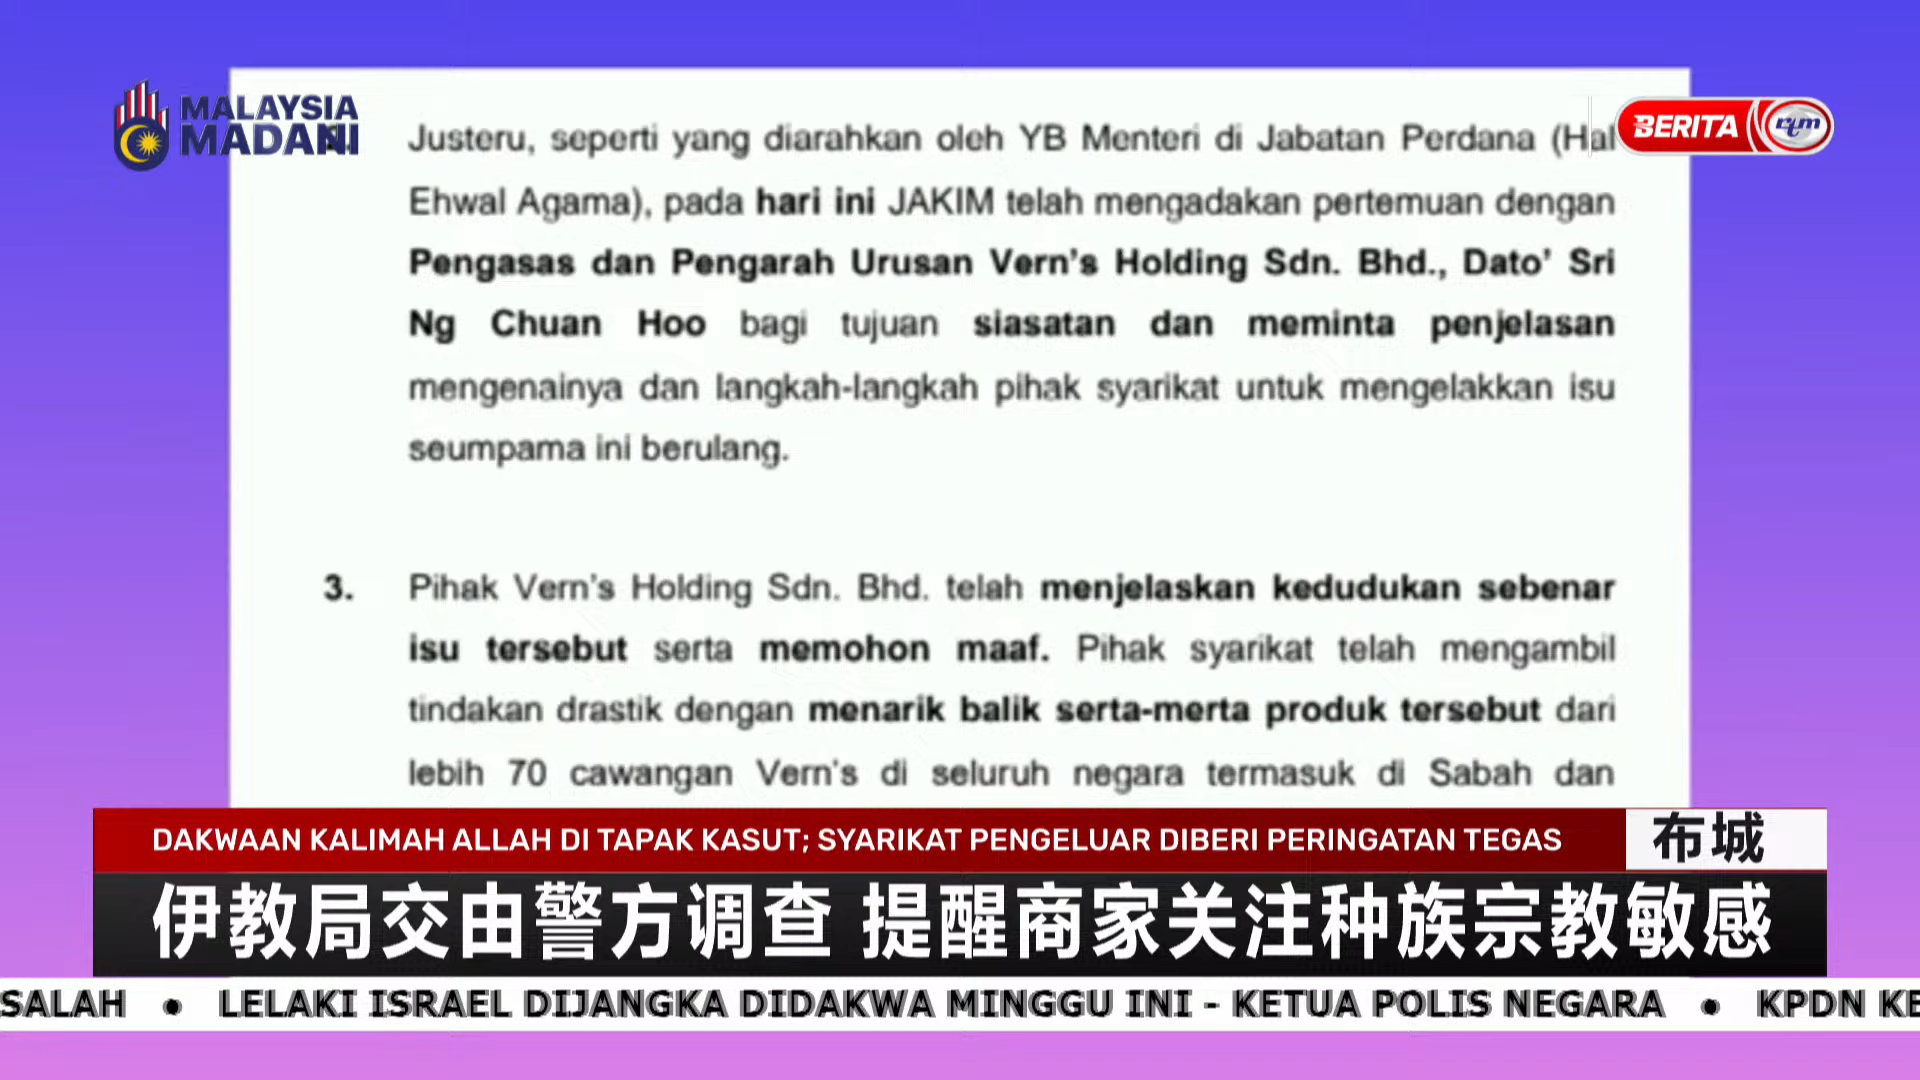 MALAYSIA
MADANI
BERITA rtm
Justeru, seperti yang diarahkan oleh YB Menteri di Jabatan Perdana (Hal
Ehwal Agama), pada hari ini JAKIM telah mengadakan pertemuan dengan
Pengasas dan Pengarah Urusan Vern's Holding Sdn. Bhd., Dato' Sri
Ng Chuan Hoo bagi tujuan siasatan dan meminta penjelasan
mengenainya dan langkah-langkah pihak syarikat untuk mengelakkan isu
seumpama ini berulang.
3. Pihak Vern's Holding Sdn. Bhd. telah menjelaskan kedudukan sebenar
isu tersebut serta memohon maaf. Pihak syarikat telah mengambil
tindakan drastik dengan menarik balik serta-merta produk tersebut dari
lebih 70 cawangan Vern's di seluruh negara termasuk di Sabah dan
DAKWAAN KALIMAH ALLAH DI TAPAK KASUT; SYARIKAT PENGELUAR DIBERI PERINGATAN TEGAS
布城
伊教局交由警方调查 提醒商家关注种族宗教敏感
SALAH • LELAKI ISRAEL DIJANGKA DIDAKWA MINGGU INI - KETUA POLIS NEGARA • KPDN KE